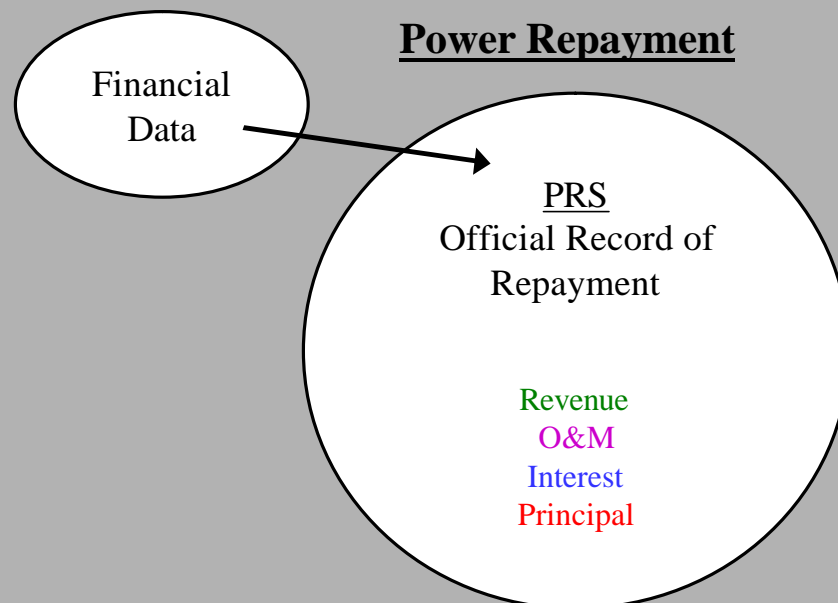 Power Repayment
Financial
Data
PRS
Official Record of
Repayment
Revenue
O&M
Interest
Principal